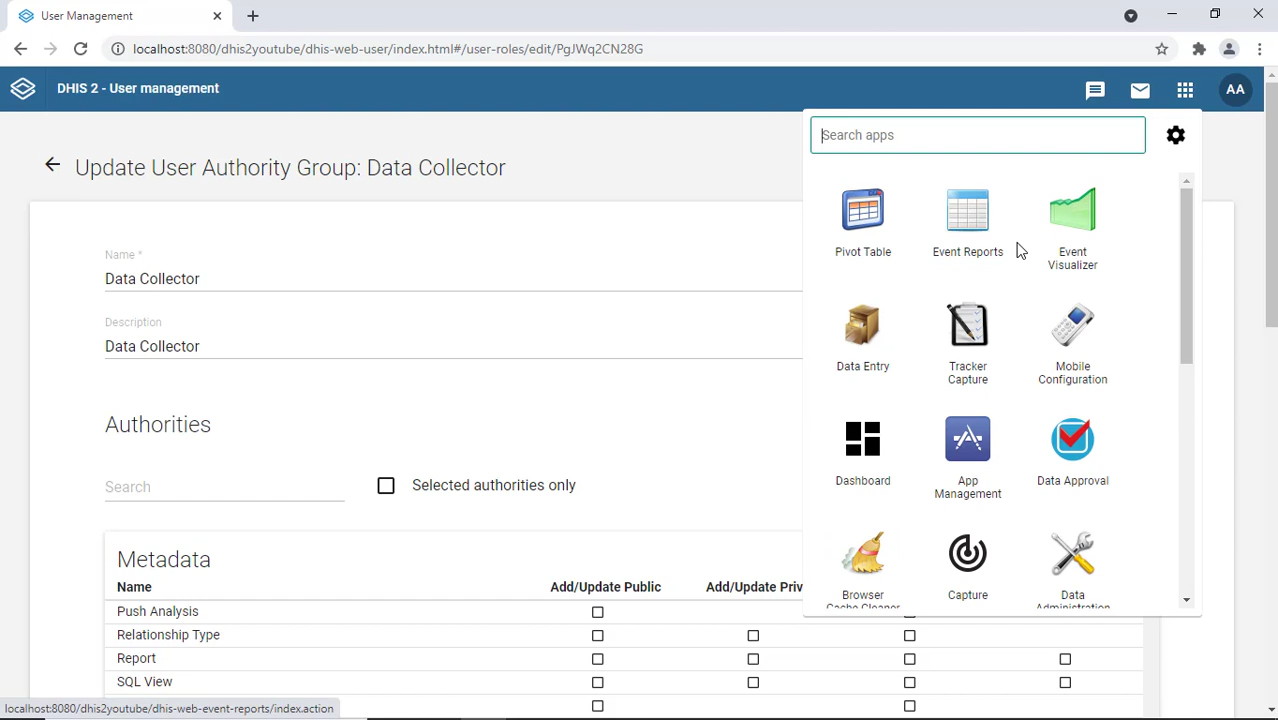 User Management
localhost:8080/dhis2youtube/dhis-web-user/index.html#/user-roles/edit/PgJWq2CN28G
DHIS 2 - User management
AA
Update User Authority Group: Data Collector
Name *
Data Collector
Description
Data Collector
Authorities
Search
Selected authorities only
Metadata
Name Add/Update Public Add/Update Priv
Push Analysis
Relationship Type
Report
SQL View
Search apps
Pivot Table
Event Reports
Event
Visualizer
Data Entry
Tracker
Capture
Mobile
Configuration
Dashboard
App
Management
Data Approval
Browser
Cache Cleaner
Capture
Data
Administration
localhost:8080/dhis2youtube/dhis-web-event-reports/index.action